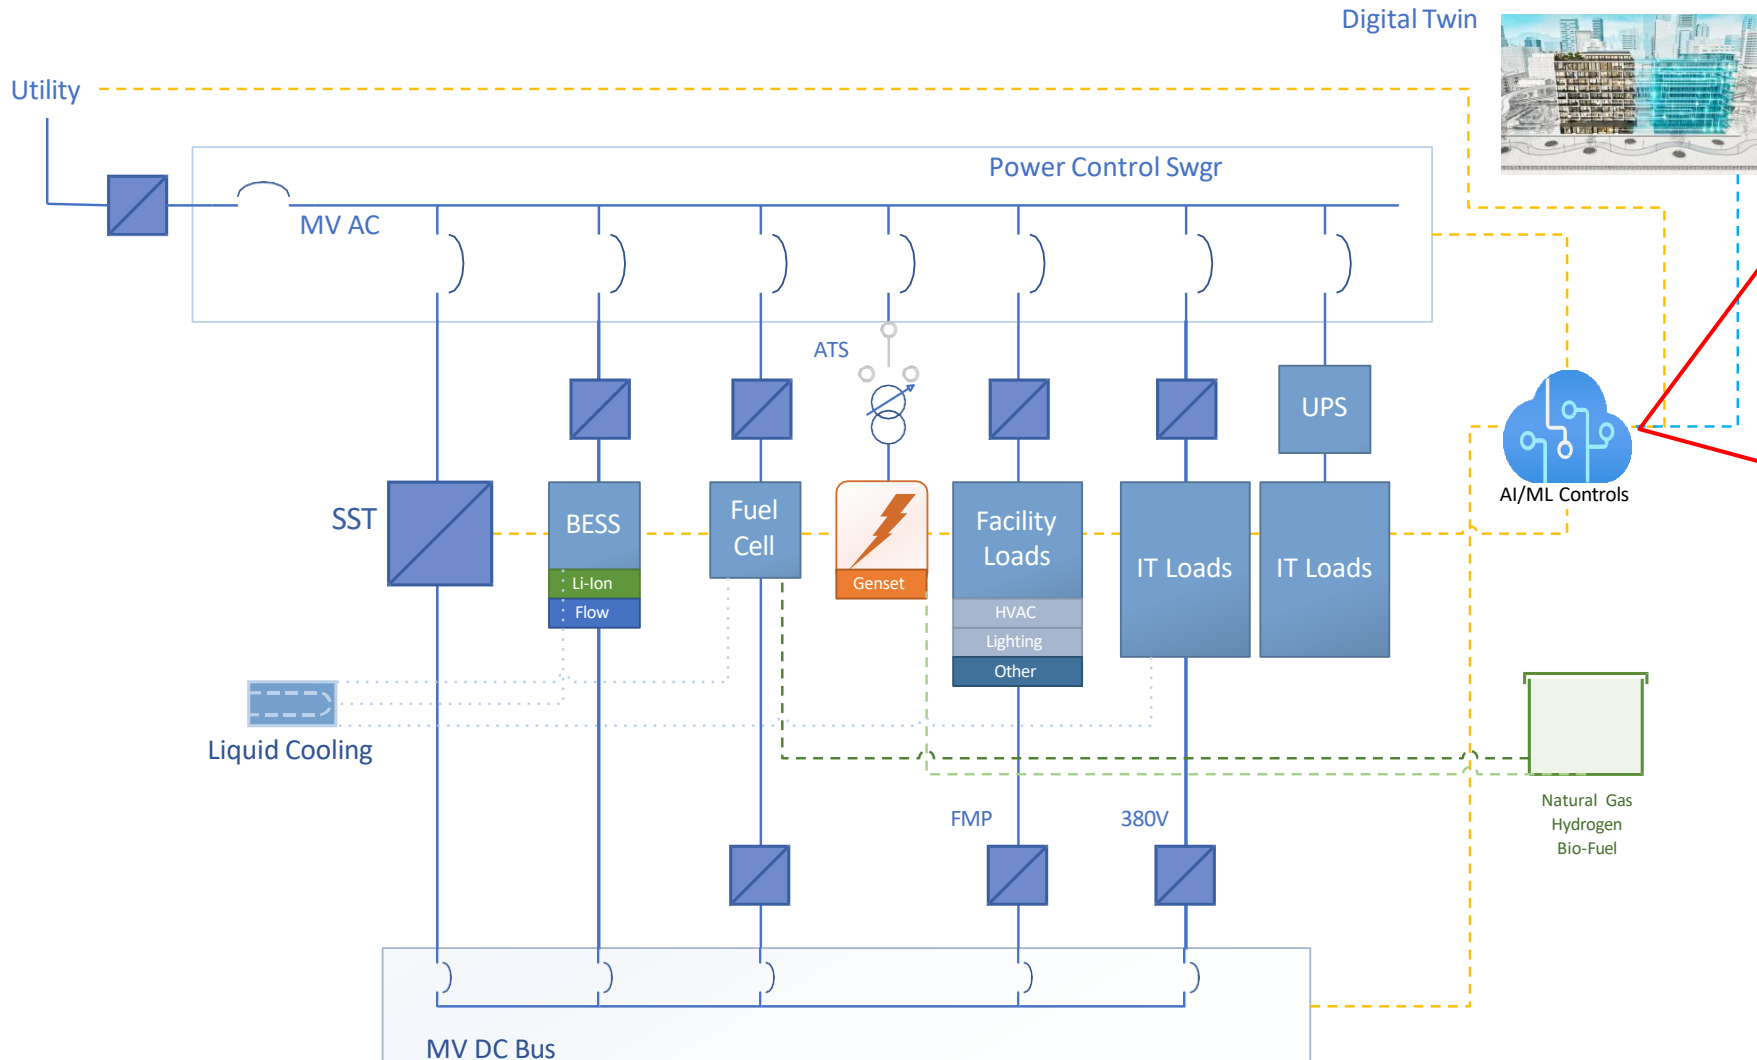 Digital Twin
Utility
Power Control Swgr
MV AC
ATS
UPS
SST
BESS
Li-Ion
Flow
Fuel
Cell
Genset
Facility
Loads
HVAC
Lighting
Other
IT Loads
IT Loads
AI/ML Controls
Liquid Cooling
Natural Gas
Hydrogen
Bio-Fuel
FMP
380V
MV DC Bus